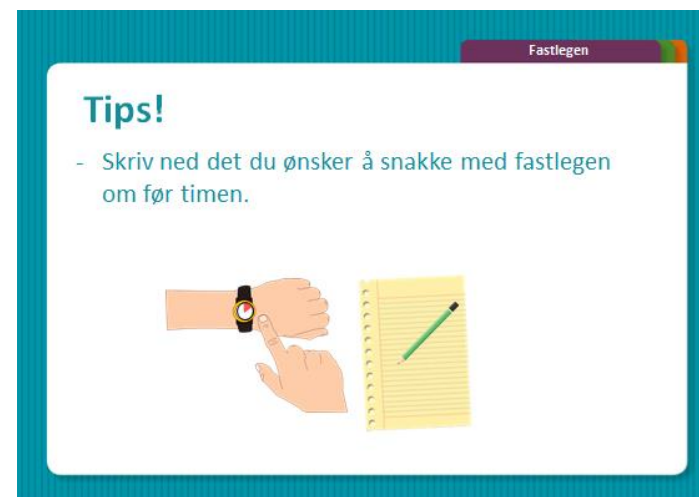 Fastlegen
Tips!
- Skriv ned det du ønsker å snakke med fastlegen
om før timen.